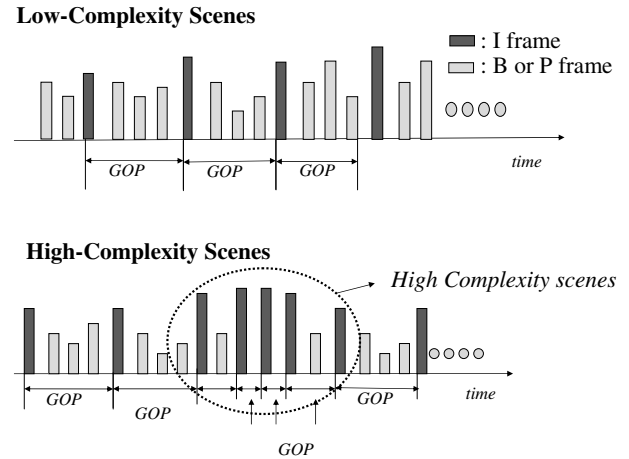 Low-Complexity Scenes
: I frame
: B or P frame
GOP
GOP
GOP
time
High-Complexity Scenes
High Complexity scenes
GOP
GOP
GOP
time
GOP